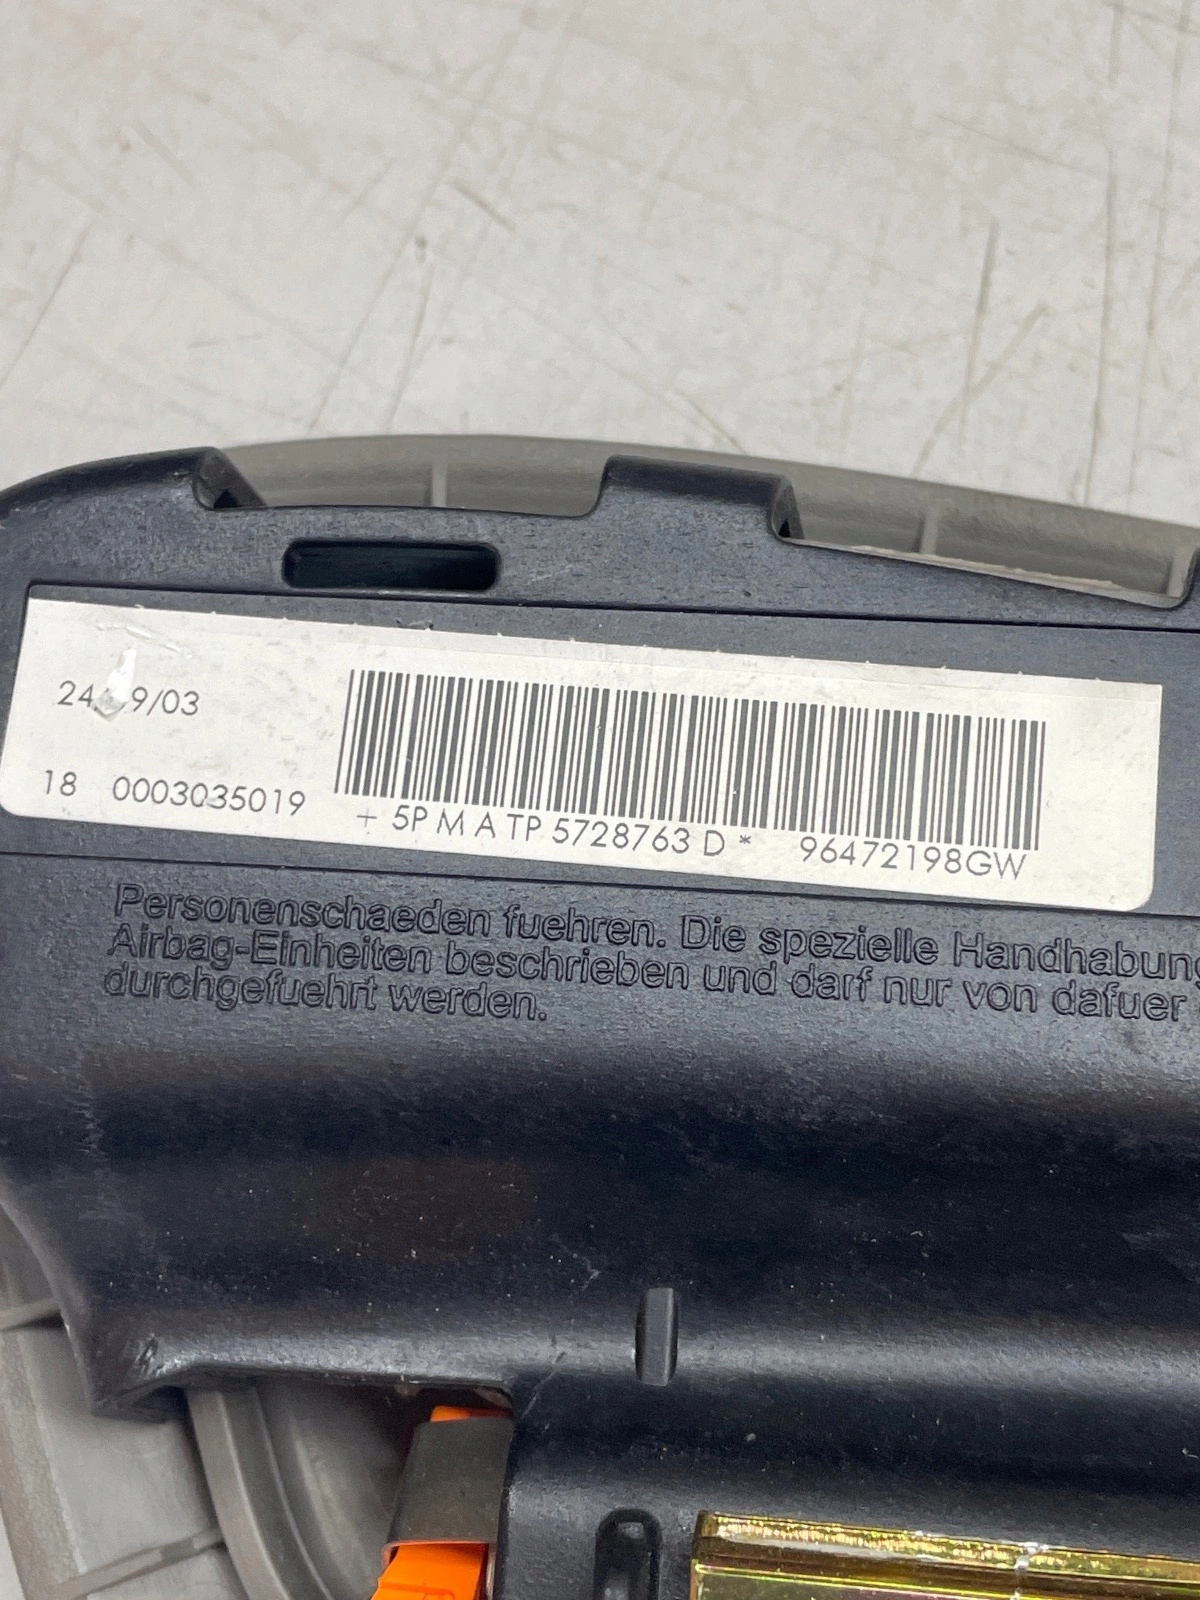 24 9/03
18 0003035019
+ 5P M A TP 5728763 D * 96472198GW
Personenschaeden fuehren. Die spezielle Handhabung
Airbag-Einheiten beschrieben und darf nur von dafuer
durchgefuehrt werden.